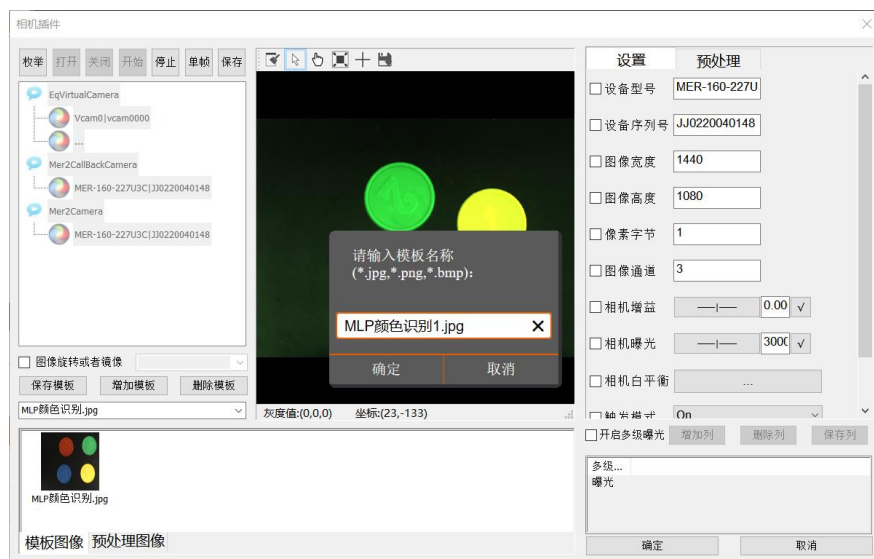 相机插件
枚举 打开 关闭 开始 停止 单帧 保存
EqVirtualCamera
Vcam0|vcam0000
...
Mer2CallBackCamera
MER-160-227U3C|JJ0220040148
Mer2Camera
MER-160-227U3C|JJ0220040148
图像旋转或者镜像
保存模板 增加模板 删除模板
MLP颜色识别.jpg
请输入模板名称
(*.jpg,*.png,*.bmp):
MLP颜色识别1.jpg
确定 取消
灰度值:(0,0,0) 坐标:(23,-133)
设置 预处理
设备型号 MER-160-227U
设备序列号 JJ0220040148
图像宽度 1440
图像高度 1080
像素字节 1
图像通道 3
相机增益 0.00 √
相机曝光 3000 √
相机白平衡 ...
触发模式 On
开启多级曝光 增加列 删除列 保存列
多级...
曝光
确定 取消
MLP颜色识别.jpg
模板图像 预处理图像